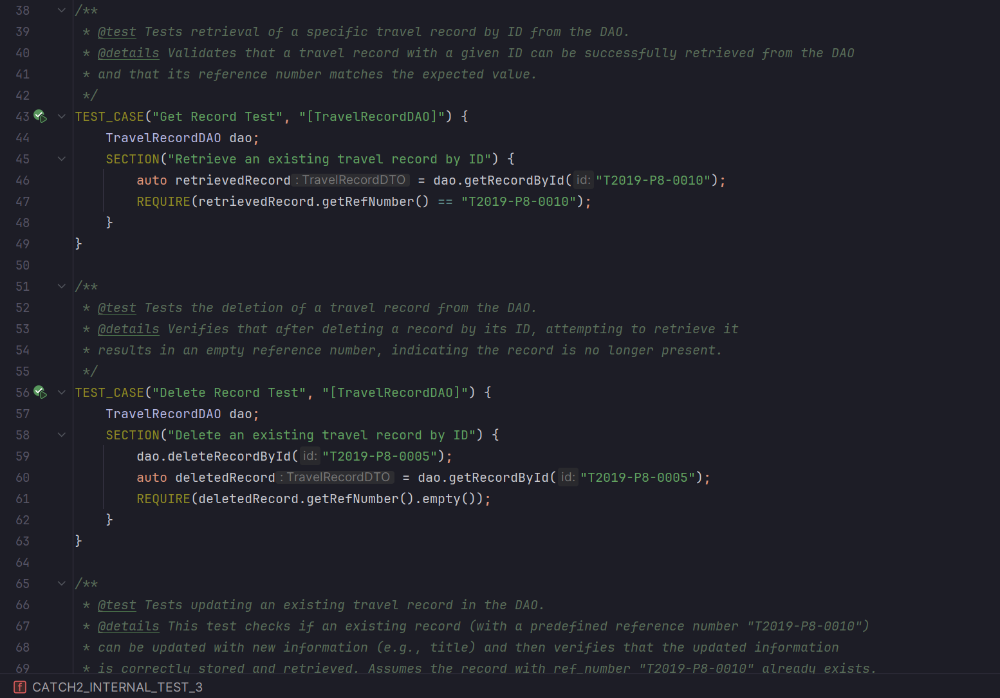 38 /**
39 * @test Tests retrieval of a specific travel record by ID from the DAO.
40 * @details Validates that a travel record with a given ID can be successfully retrieved from the DAO
41 * and that its reference number matches the expected value.
42 */
43 TEST_CASE("Get Record Test", "[TravelRecordDAO]") {
44 TravelRecordDAO dao;
45 SECTION("Retrieve an existing travel record by ID") {
46 auto retrievedRecord : TravelRecordDTO = dao.getRecordById( id: "T2019-P8-0010");
47 REQUIRE(retrievedRecord.getRefNumber() == "T2019-P8-0010");
48 }
49 }
50
51 /**
52 * @test Tests the deletion of a travel record from the DAO.
53 * @details Verifies that after deleting a record by its ID, attempting to retrieve it
54 * results in an empty reference number, indicating the record is no longer present.
55 */
56 TEST_CASE("Delete Record Test", "[TravelRecordDAO]") {
57 TravelRecordDAO dao;
58 SECTION("Delete an existing travel record by ID") {
59 dao.deleteRecordById( id: "T2019-P8-0005");
60 auto deletedRecord : TravelRecordDTO = dao.getRecordById( id: "T2019-P8-0005");
61 REQUIRE(deletedRecord.getRefNumber().empty());
62 }
63 }
64
65 /**
66 * @test Tests updating an existing travel record in the DAO.
67 * @details This test checks if an existing record (with a predefined reference number "T2019-P8-0010")
68 * can be updated with new information (e.g., title) and then verifies that the updated information
69 * is correctly stored and retrieved. Assumes the record with ref_number "T2019-P8-0010" already exists.
f CATCH2_INTERNAL_TEST_3